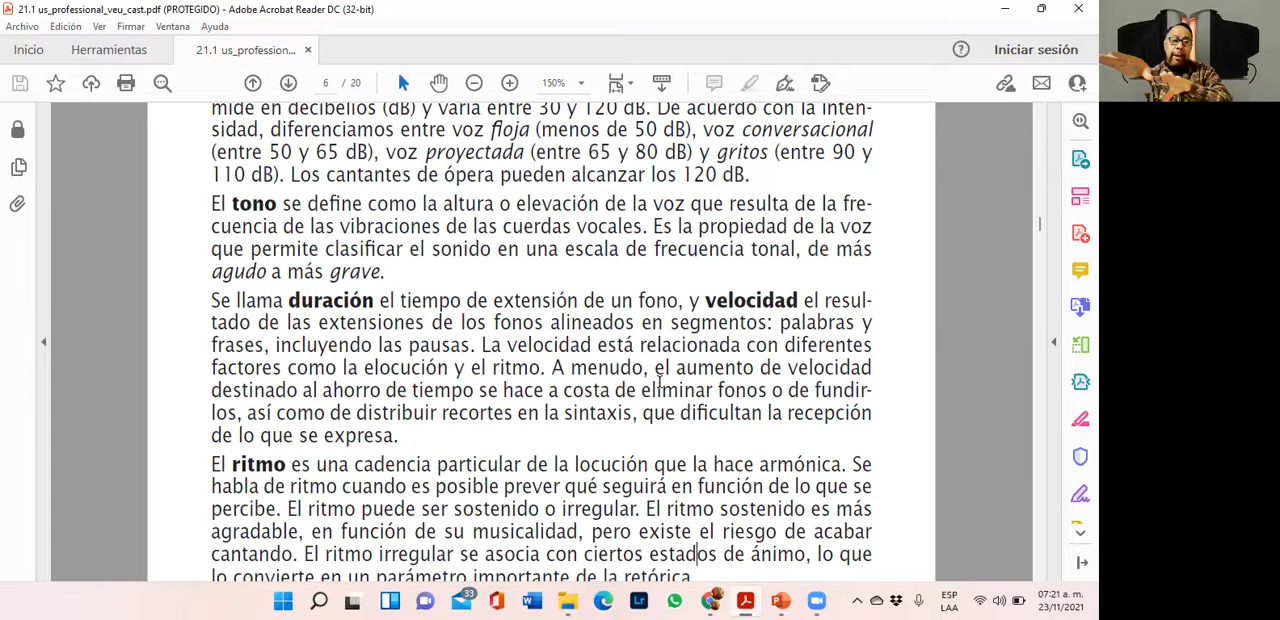 21.1 us_professional_veu_cast.pdf (PROTEGIDO) - Adobe Acrobat Reader DC (32-bit)
Archivo Edición Ver Firmar Ventana Ayuda
Inicio Herramientas 21.1 us_profession... × Iniciar sesión
6 / 20 150%
mide en decibelios (dB) y varía entre 30 y 120 dB. De acuerdo con la inten-
sidad, diferenciamos entre voz floja (menos de 50 dB), voz conversacional
(entre 50 y 65 dB), voz proyectada (entre 65 y 80 dB) y gritos (entre 90 y
110 dB). Los cantantes de ópera pueden alcanzar los 120 dB.
El tono se define como la altura o elevación de la voz que resulta de la fre-
cuencia de las vibraciones de las cuerdas vocales. Es la propiedad de la voz
que permite clasificar el sonido en una escala de frecuencia tonal, de más
agudo a más grave.
Se llama duración el tiempo de extensión de un fono, y velocidad el resul-
tado de las extensiones de los fonos alineados en segmentos: palabras y
frases, incluyendo las pausas. La velocidad está relacionada con diferentes
factores como la elocución y el ritmo. A menudo, el aumento de velocidad
destinado al ahorro de tiempo se hace a costa de eliminar fonos o de fundir-
los, así como de distribuir recortes en la sintaxis, que dificultan la recepción
de lo que se expresa.
El ritmo es una cadencia particular de la locución que la hace armónica. Se
habla de ritmo cuando es posible prever qué seguirá en función de lo que se
percibe. El ritmo puede ser sostenido o irregular. El ritmo sostenido es más
agradable, en función de su musicalidad, pero existe el riesgo de acabar
cantando. El ritmo irregular se asocia con ciertos estados de ánimo, lo que
lo convierte en un parámetro importante de la retórica.
33 Lr ESP 07:21 a. m.
LAA 23/11/2021